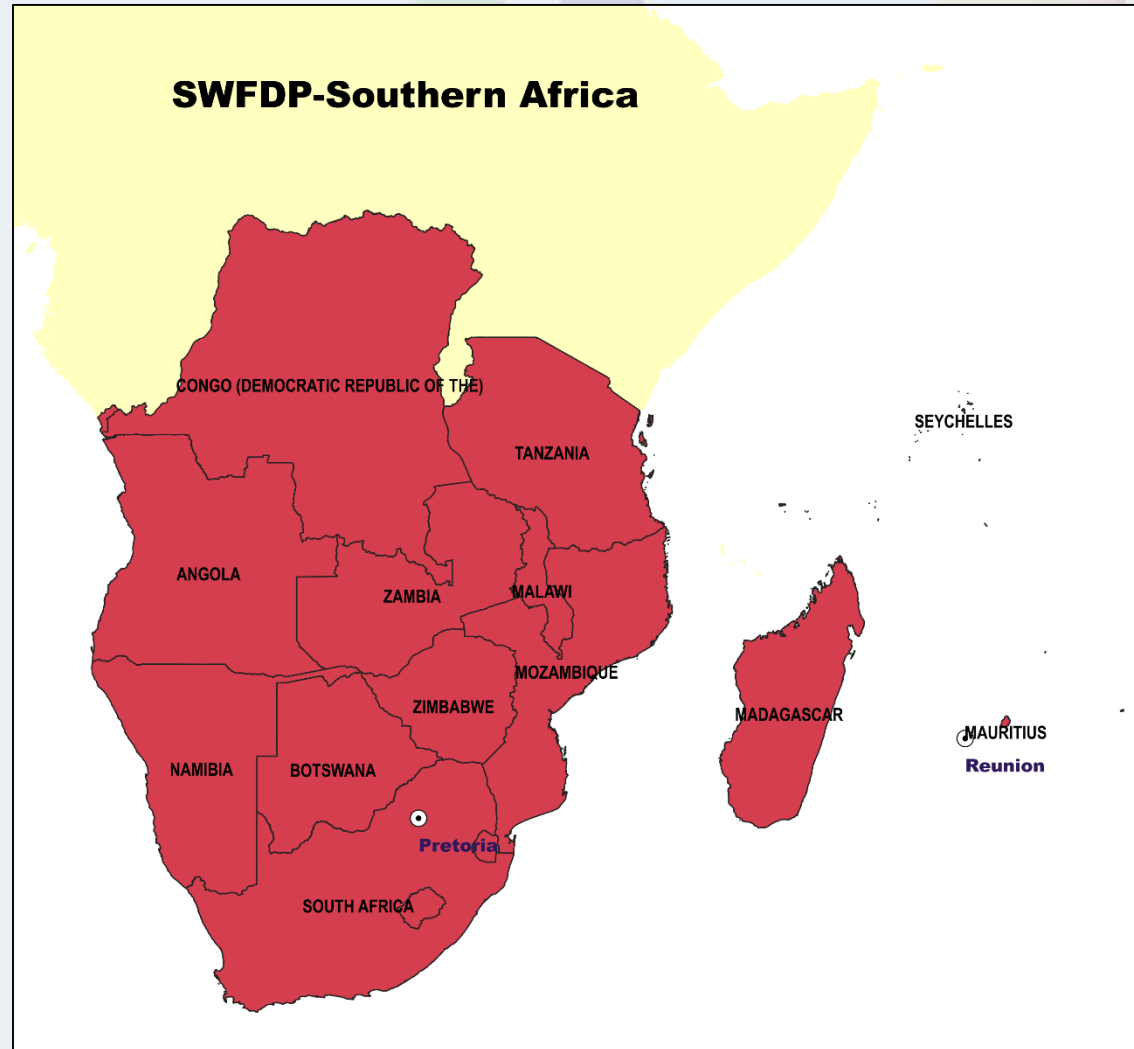 SWFDP-Southern Africa
CONGO (DEMOCRATIC REPUBLIC OF THE)
SEYCHELLES
TANZANIA
ANGOLA
ZAMBIA
MALAWI
MOZAMBIQUE
ZIMBABWE
MADAGASCAR
MAURITIUS
Reunion
NAMIBIA
BOTSWANA
Pretoria
SOUTH AFRICA